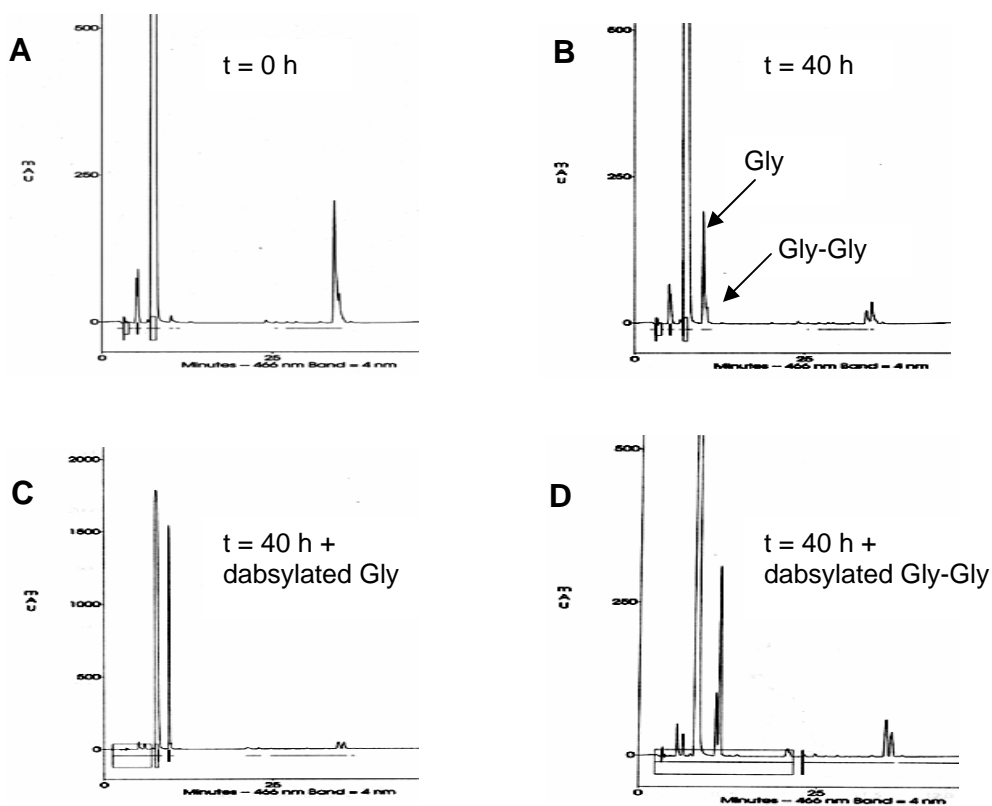 A
t = 0 h
500
250
0
0
25
Minutes – 466 nm Band = 4 nm
B
t = 40 h
500
250
0
Gly
Gly-Gly
0
25
Minutes – 466 nm Band = 4 nm
C
t = 40 h +
dabsylated Gly
2000
1500
1000
500
0
0
25
Minutes – 466 nm Band = 4 nm
D
t = 40 h +
dabsylated Gly-Gly
500
250
0
0
25
Minutes – 466 nm Band = 4 nm